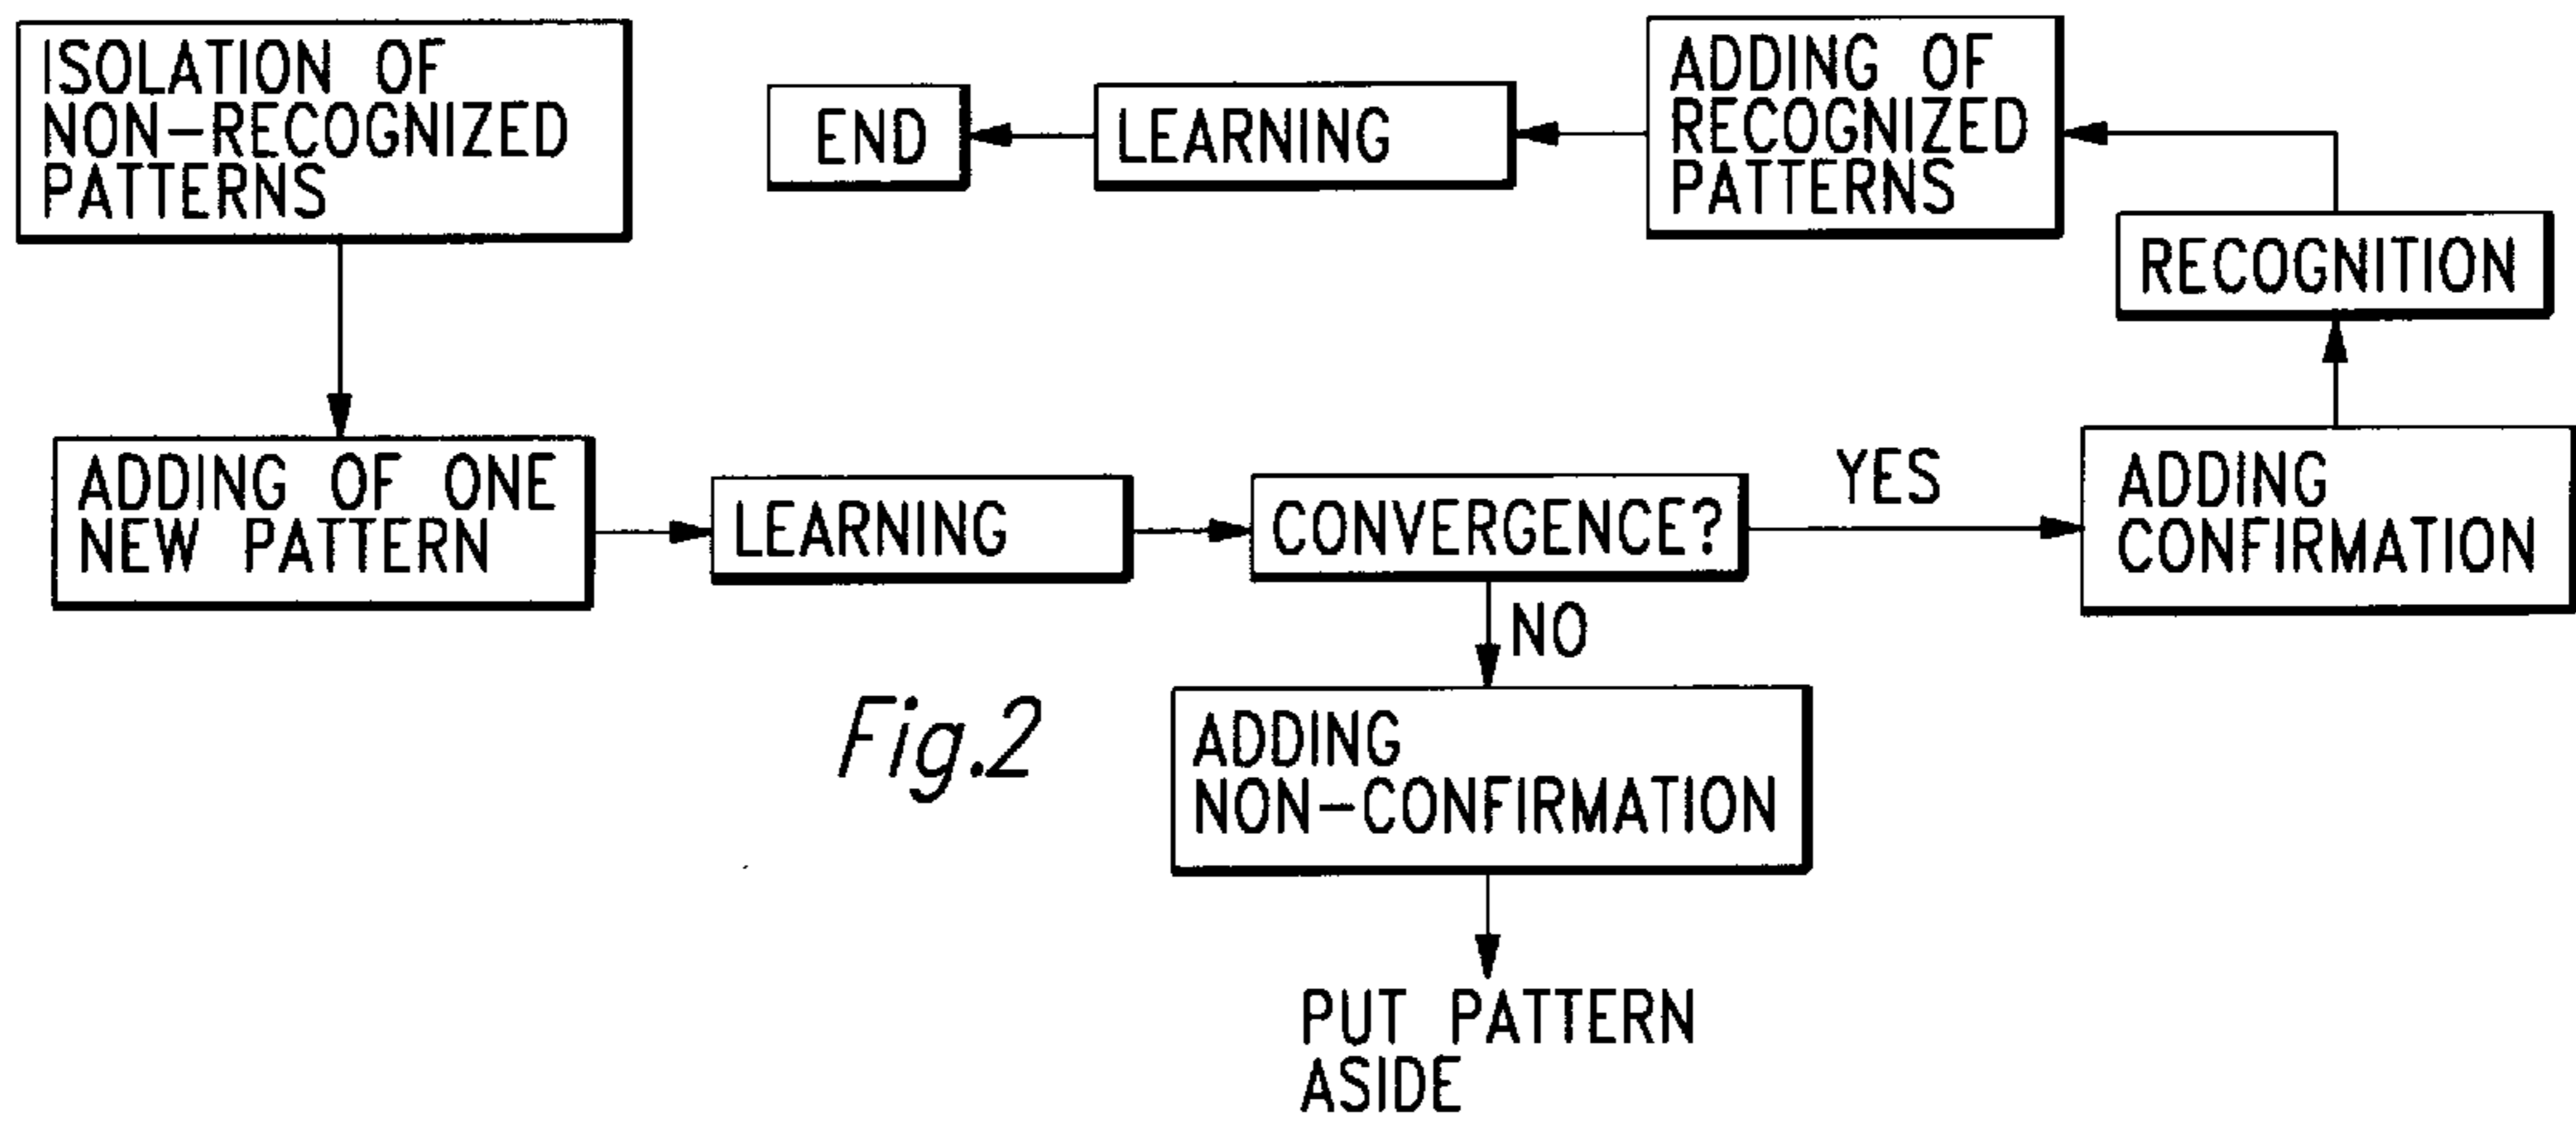 ISOLATION OF
NON-RECOGNIZED
PATTERNS
END
LEARNING
ADDING OF
RECOGNIZED
PATTERNS
RECOGNITION
ADDING OF ONE
NEW PATTERN
LEARNING
CONVERGENCE?
YES
ADDING
CONFIRMATION
NO
Fig.2
ADDING
NON-CONFIRMATION
PUT PATTERN
ASIDE